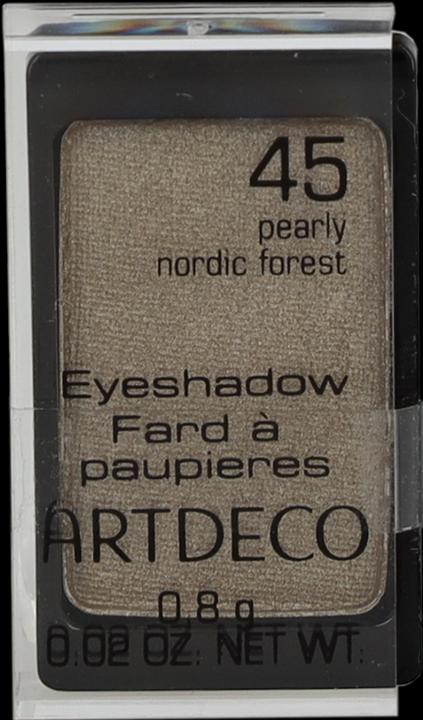 45
pearly
nordic forest
Eyeshadow
Fard à
paupieres
ARTDECO
0,8 g
0.02 OZ. NET WT.